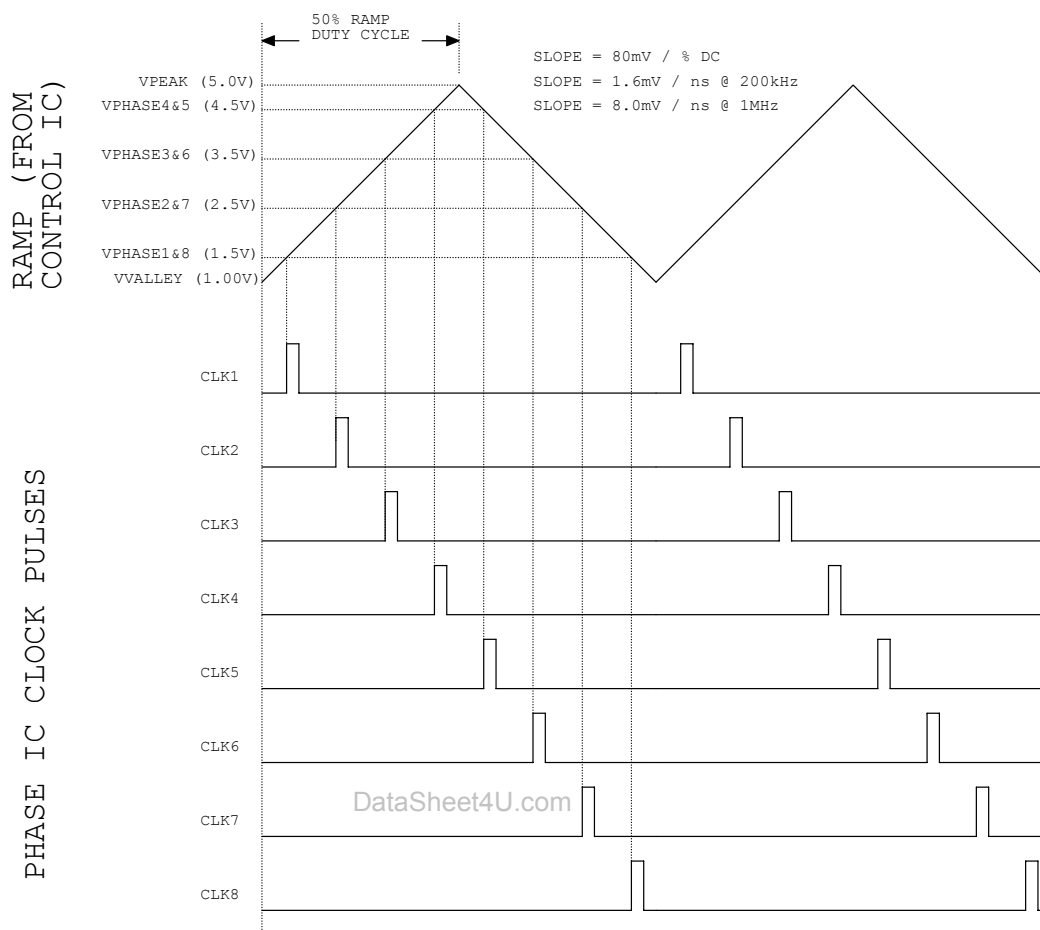 50% RAMP
DUTY CYCLE
SLOPE = 80mV / % DC
SLOPE = 1.6mV / ns @ 200kHz
SLOPE = 8.0mV / ns @ 1MHz
RAMP (FROM
CONTROL IC)
VPEAK (5.0V)
VPHASE4&5 (4.5V)
VPHASE3&6 (3.5V)
VPHASE2&7 (2.5V)
VPHASE1&8 (1.5V)
VVALLEY (1.00V)
PHASE IC CLOCK PULSES
CLK1
CLK2
CLK3
CLK4
CLK5
CLK6
DataSheet4U.com
CLK7
CLK8